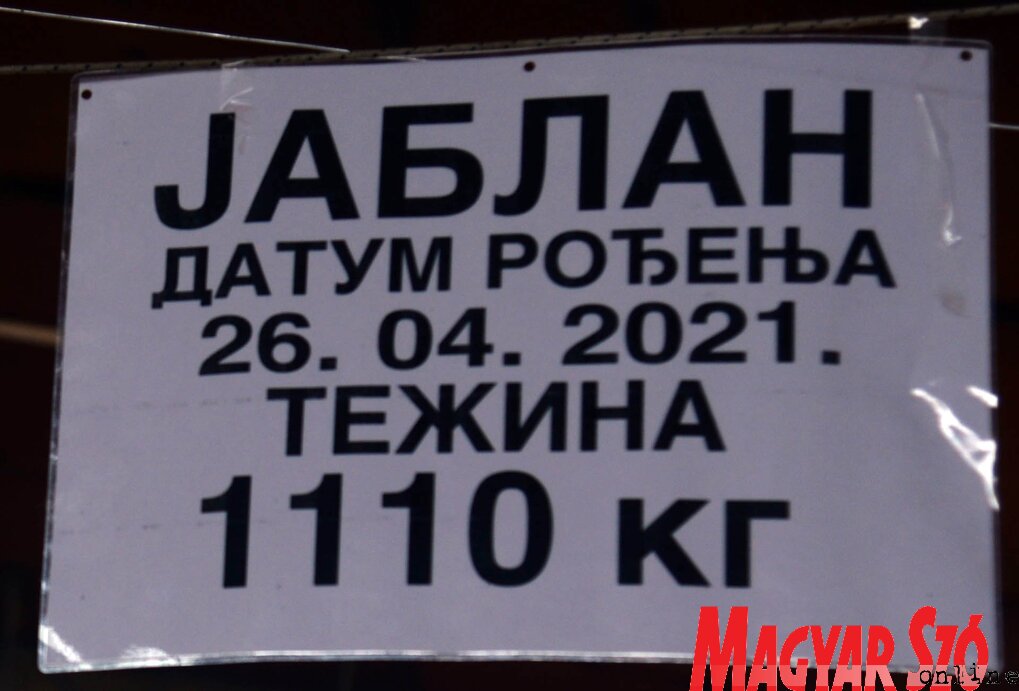 ЈАБЛАН
ДАТУМ РОЂЕЊА
26. 04. 2021.
ТЕЖИНА
1110 кг
MAGYAR SZÓ
online